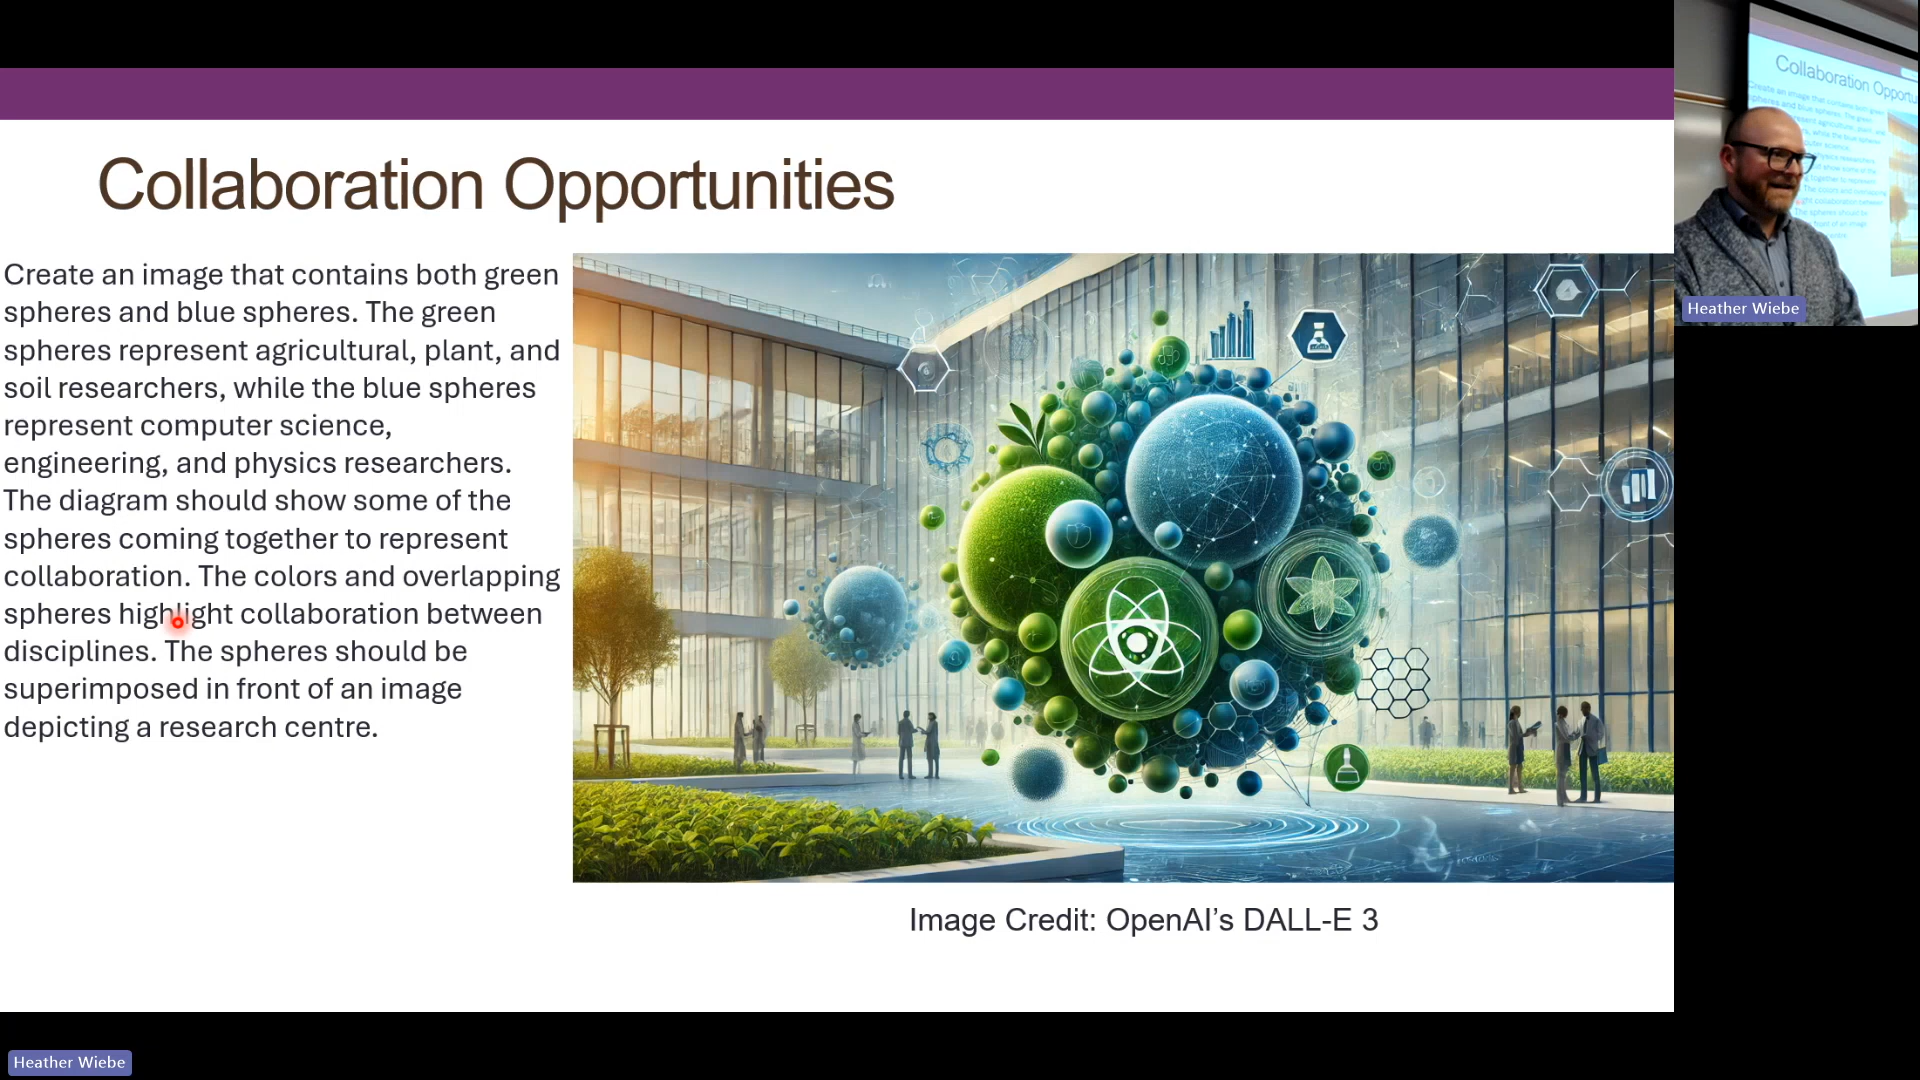 Collaboration Opportunities
Create an image that contains both green
spheres and blue spheres. The green
spheres represent agricultural, plant, and
soil researchers, while the blue spheres
represent computer science,
engineering, and physics researchers.
The diagram should show some of the
spheres coming together to represent
collaboration. The colors and overlapping
spheres highlight collaboration between
disciplines. The spheres should be
superimposed in front of an image
depicting a research centre.
Image Credit: OpenAI’s DALL-E 3
Heather Wiebe
Collaboration Opportu
Heather Wiebe